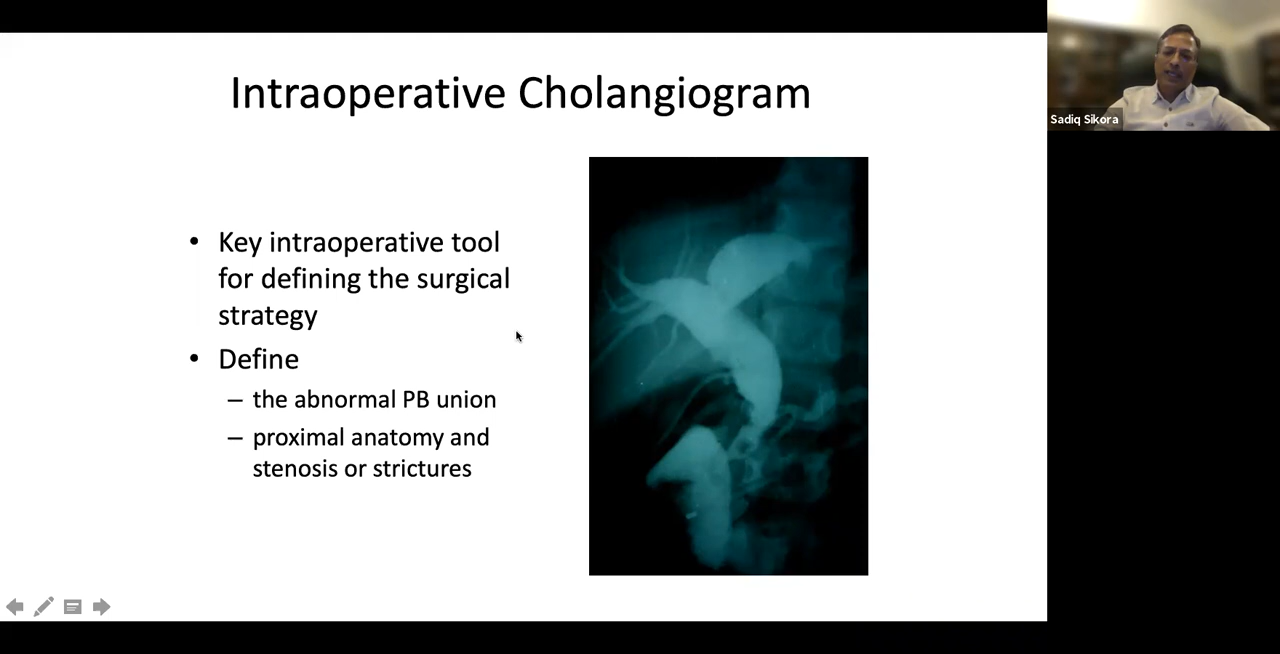 Intraoperative Cholangiogram
• Key intraoperative tool
for defining the surgical
strategy
• Define
– the abnormal PB union
– proximal anatomy and
stenosis or strictures
Sadiq Sikora